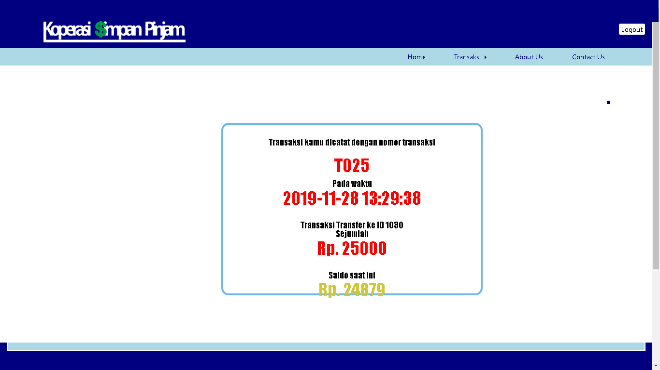 Koperasi $impan Pinjam
Logout
Home
Transaksi
About Us
Contact Us
Transaksi kamu dicatat dengan nomor transaksi
T025
Pada waktu
2019-11-28 13:29:38
Transaksi Transfer ke ID 1030
Sejumlah
Rp. 25000
Saldo saat ini
Rp. 24879